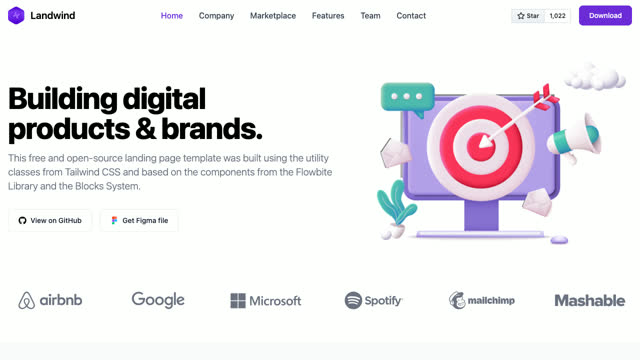 Landwind
Home
Company
Marketplace
Features
Team
Contact
Star
1,022
Download
Building digital
products & brands.
This free and open-source landing page template was built using the utility
classes from Tailwind CSS and based on the components from the Flowbite
Library and the Blocks System.
View on GitHub
Get Figma file
airbnb
Google
Microsoft
Spotify
mailchimp
Mashable